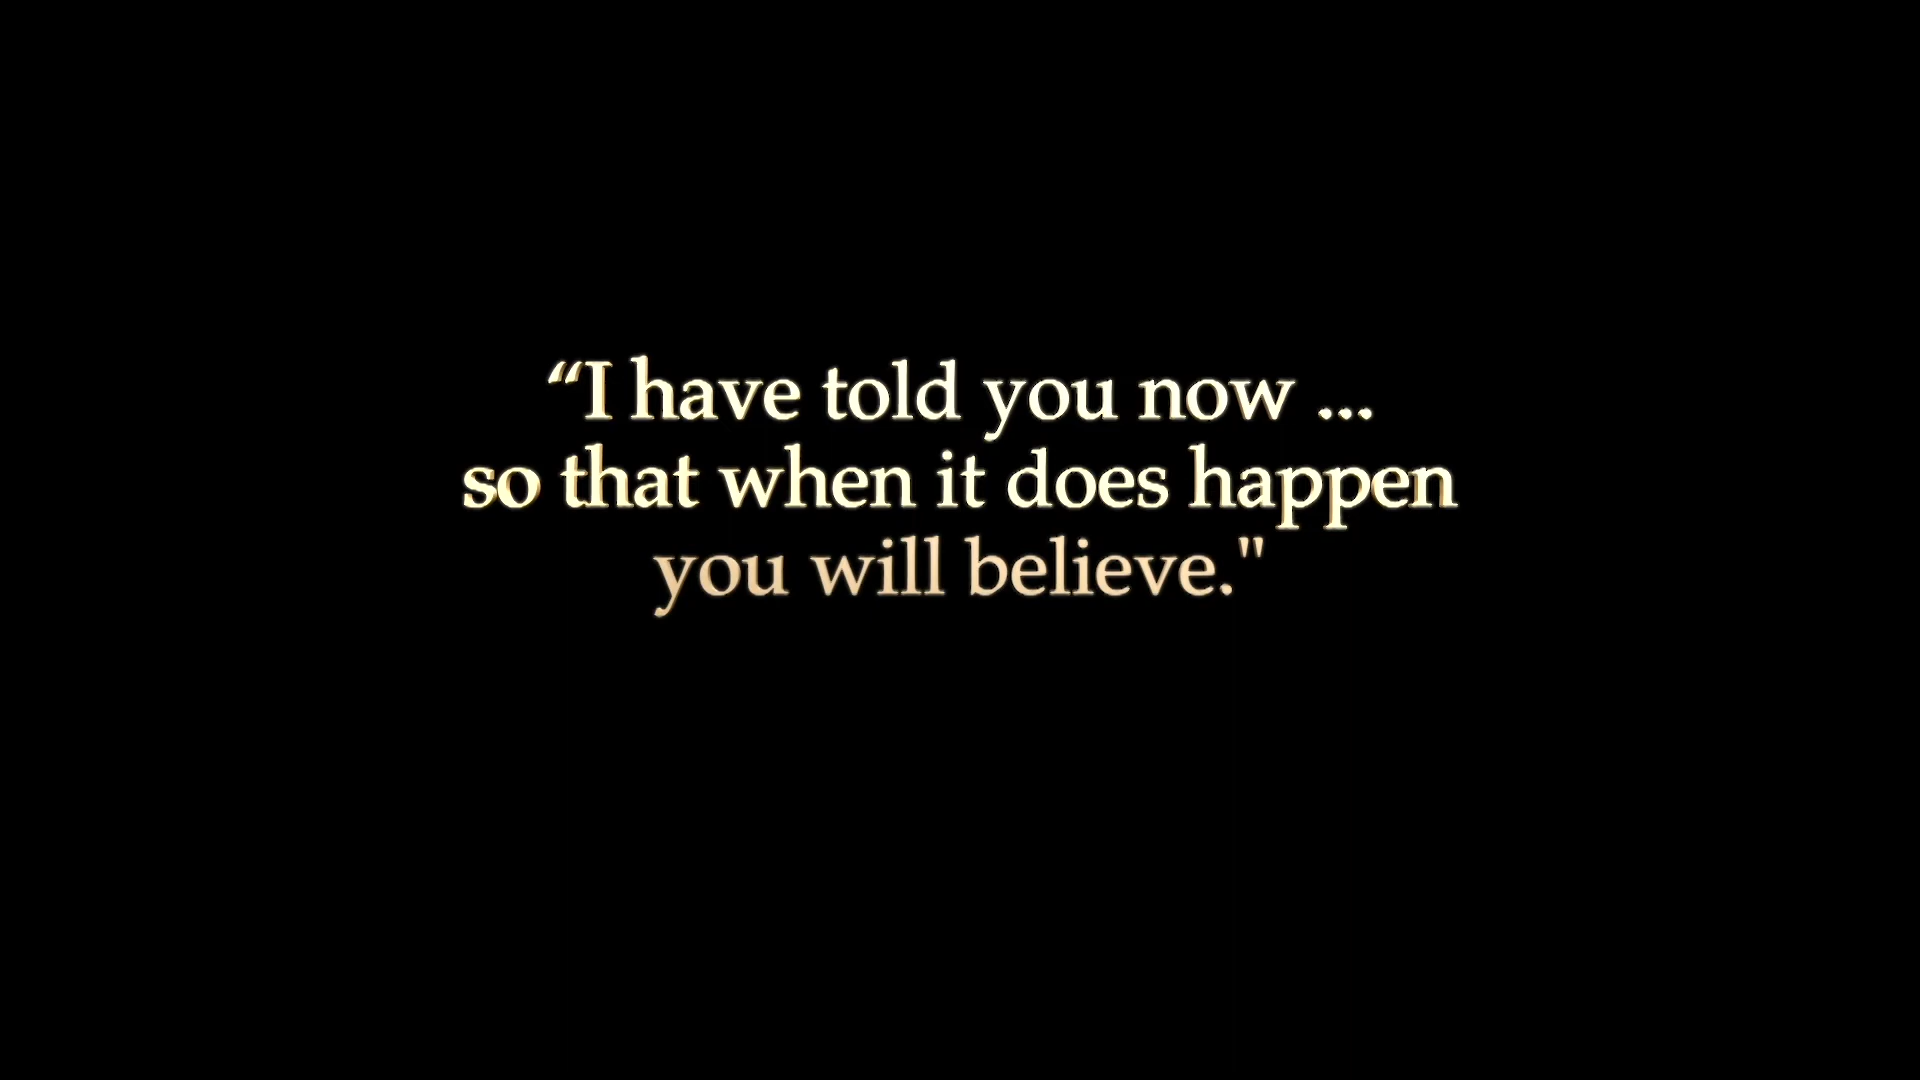 “I have told you now ...
so that when it does happen
you will believe."